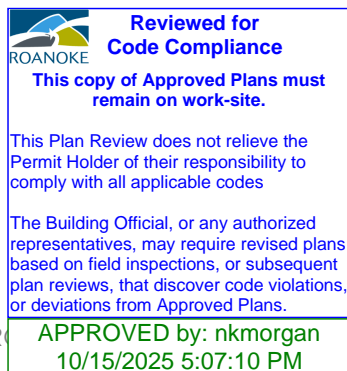 Reviewed for
Code Compliance
ROANOKE
This copy of Approved Plans must
remain on work-site.
This Plan Review does not relieve the
Permit Holder of their responsibility to
comply with all applicable codes
The Building Official, or any authorized
representatives, may require revised plans
based on field inspections, or subsequent
plan reviews, that discover code violations,
or deviations from Approved Plans.
APPROVED by: nkmorgan
10/15/2025 5:07:10 PM